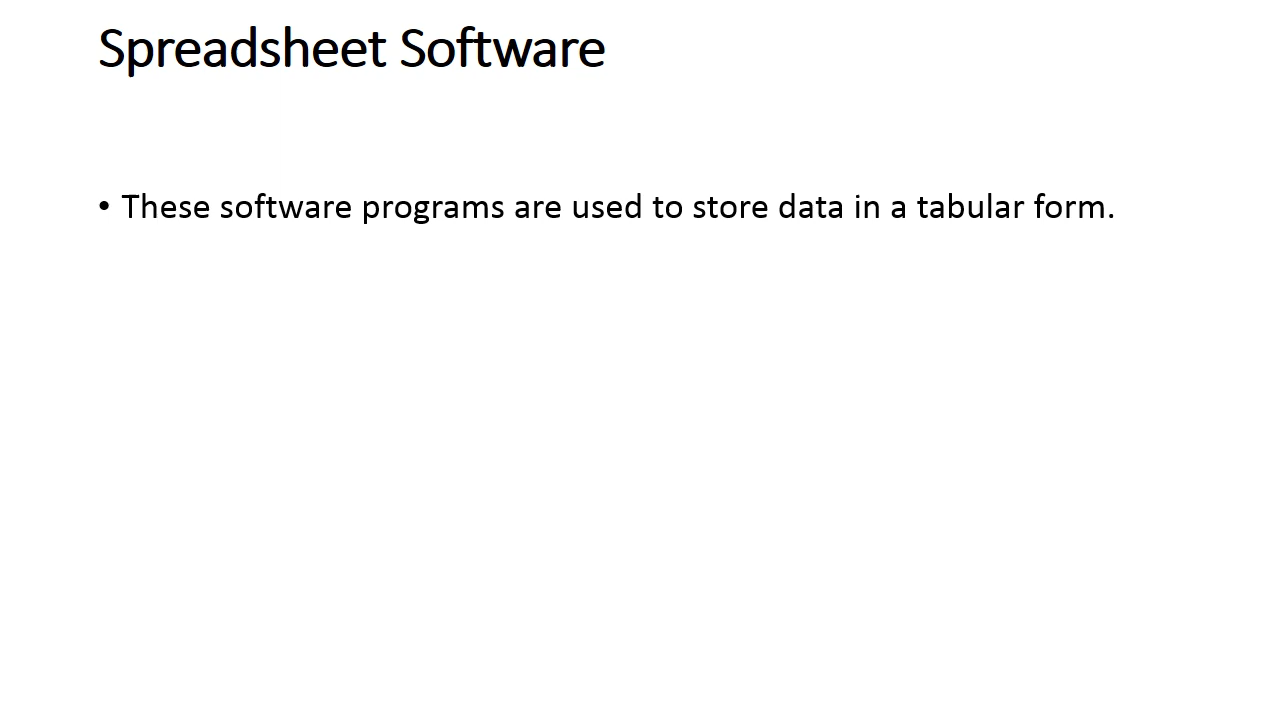 Spreadsheet Software
• These software programs are used to store data in a tabular form.